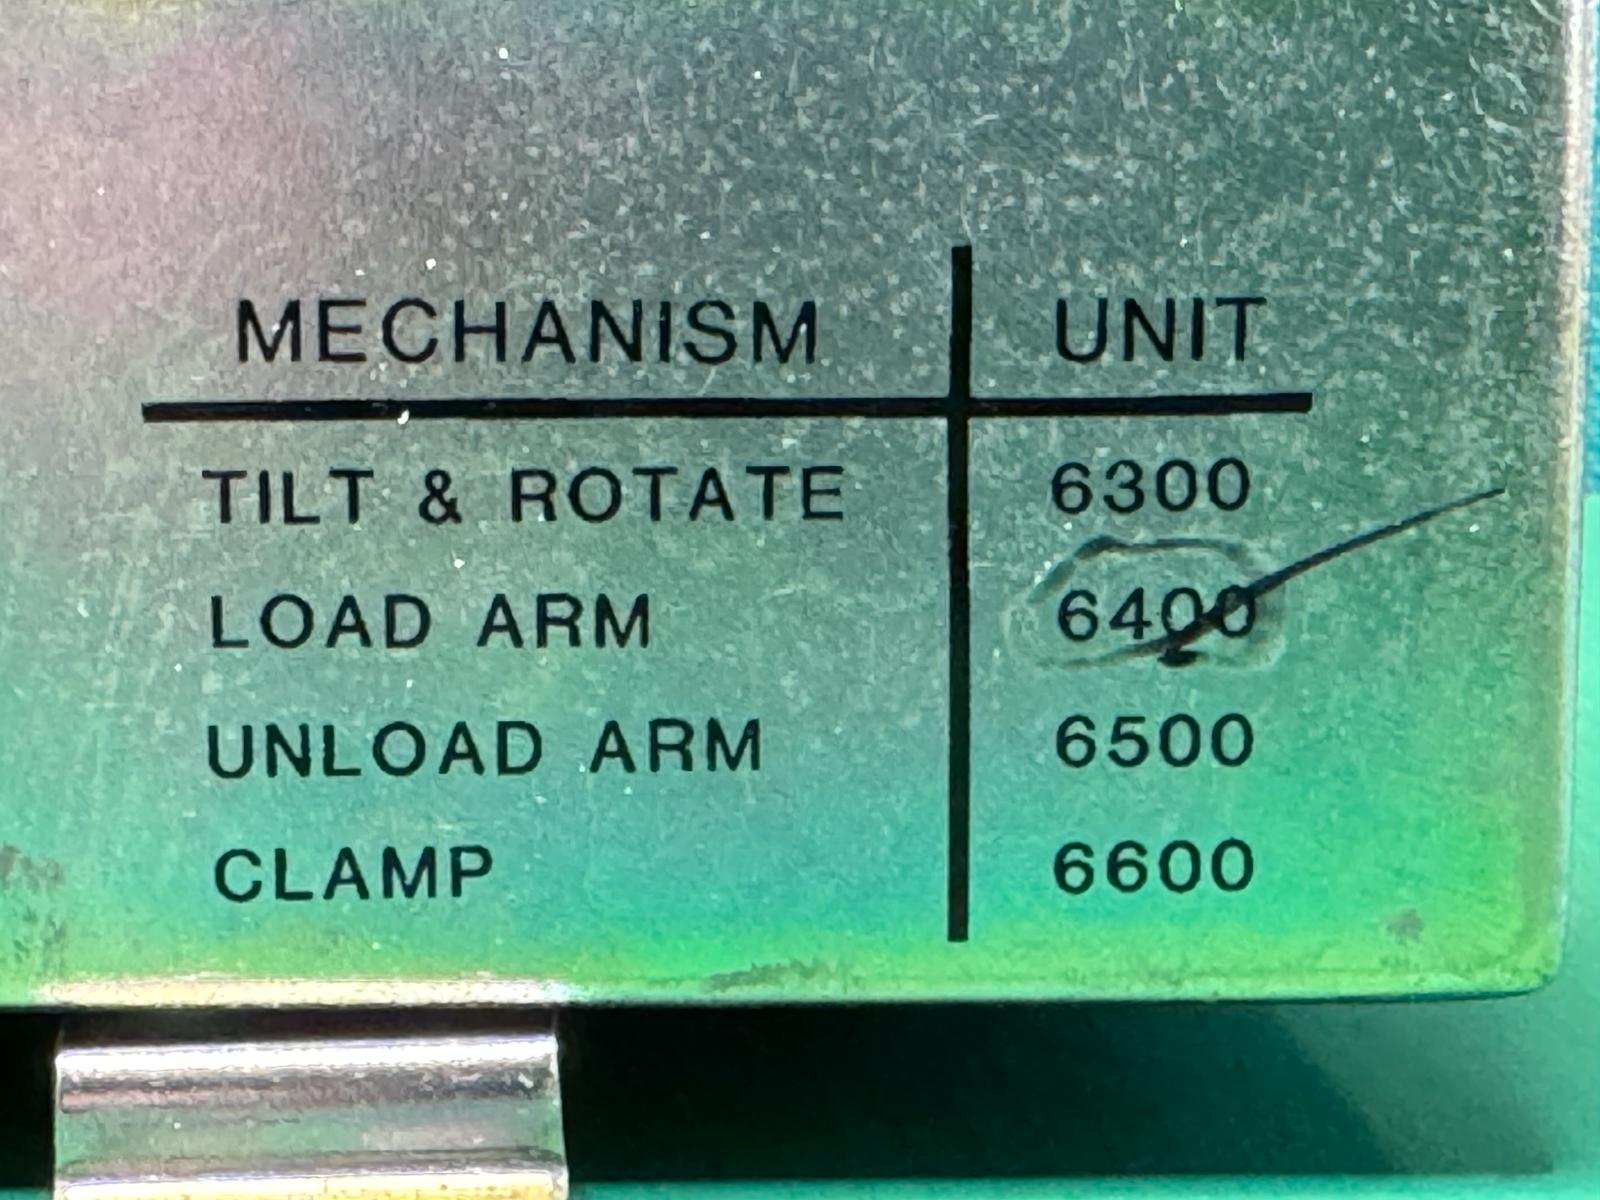 MECHANISM UNIT
TILT & ROTATE 6300
LOAD ARM 6400
UNLOAD ARM 6500
CLAMP 6600